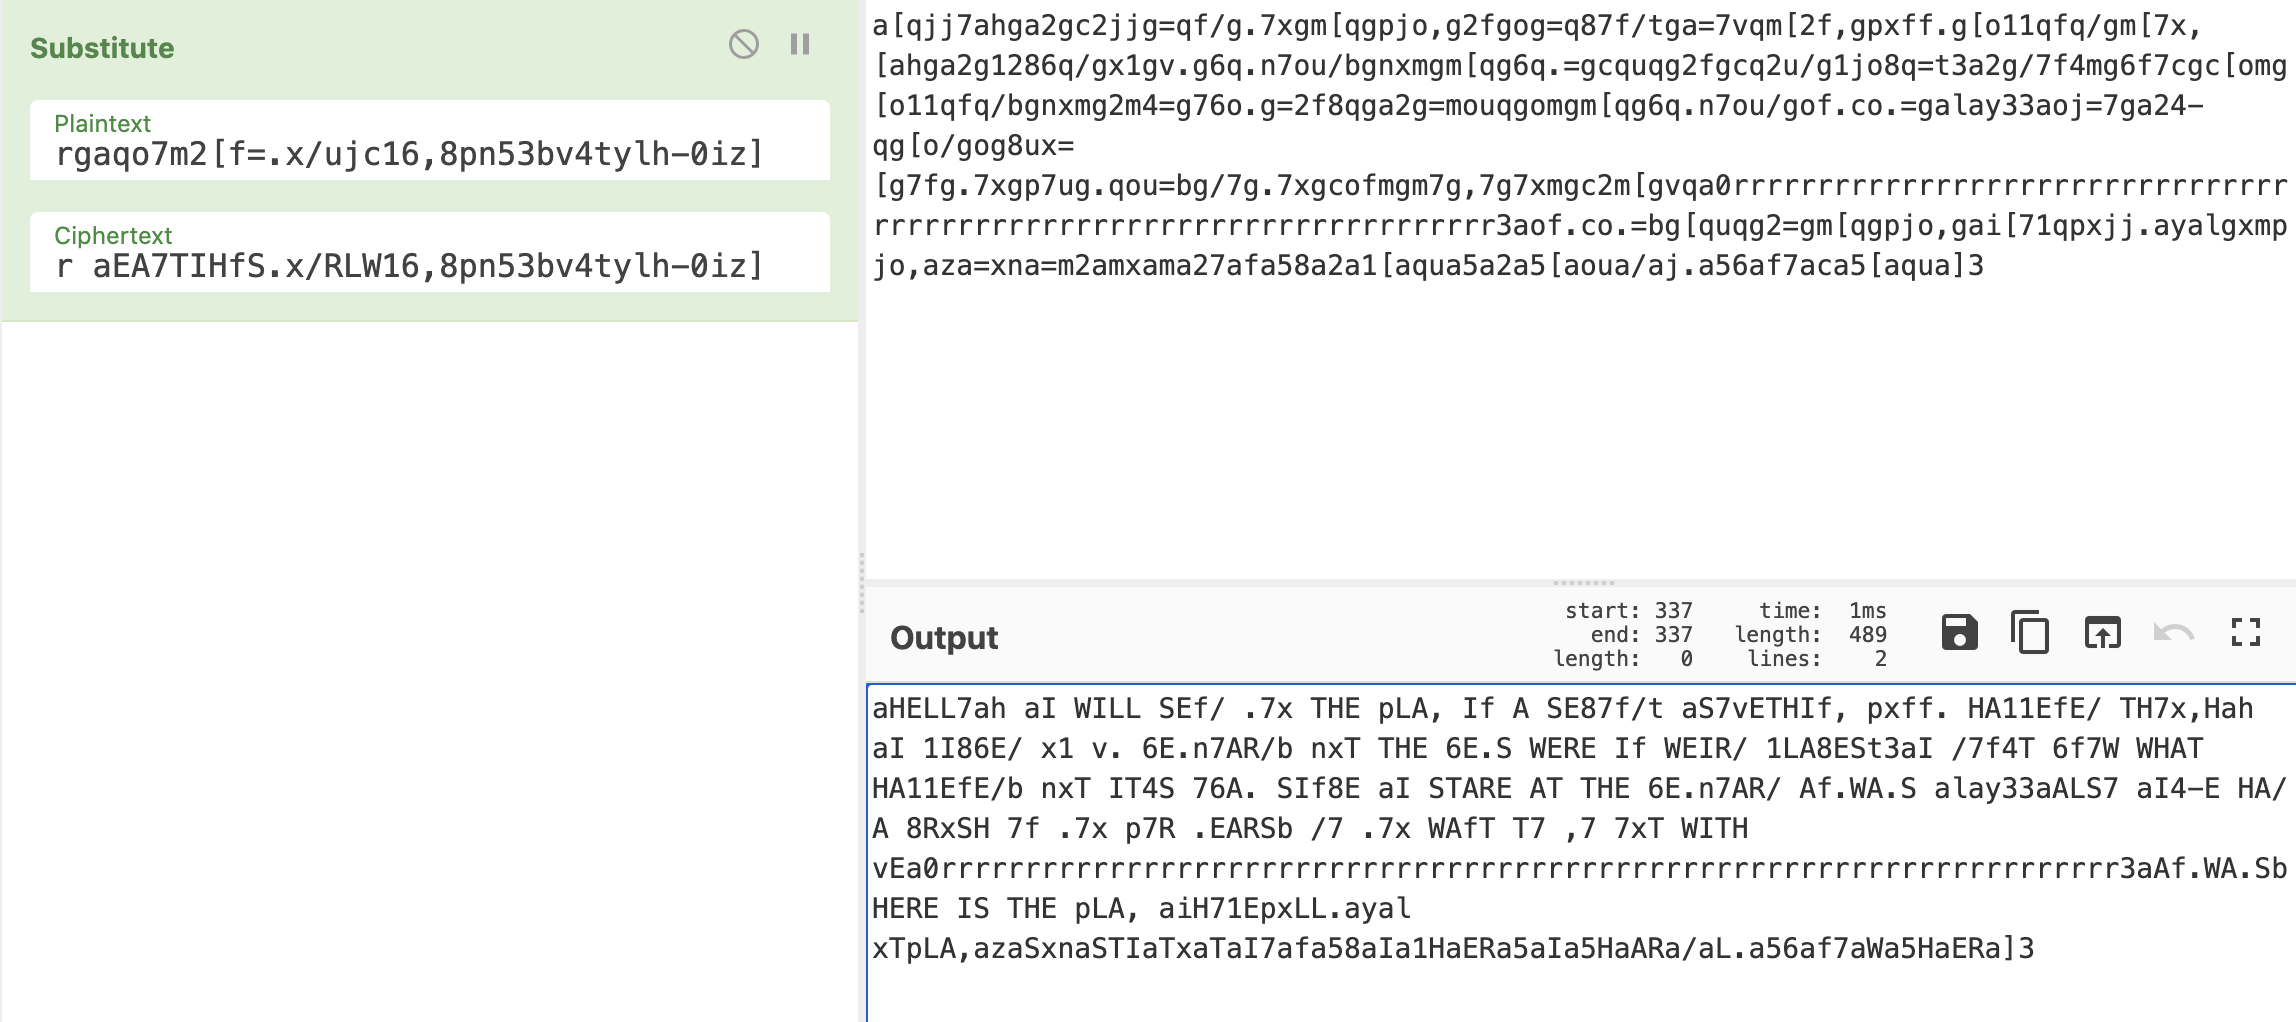 Substitute
Plaintext
rgaqo7m2[f=.x/ujc16,8pn53bv4tylh-0iz]
Ciphertext
r aEA7TIHfS.x/RLW16,8pn53bv4tylh-0iz]
a[qjj7ahga2gc2jjg=qf/g.7xgm[qgpjo,g2fgog=q87f/tga=7vqm[2f,gpxff.g[o11qfq/gm[7x,
[ahga2g1286q/gx1gv.g6q.n7ou/bgnxmgm[qg6q.=gcquqg2fgcq2u/g1jo8q=t3a2g/7f4mg6f7cgc[omg
[o11qfq/bgnxmg2m4=g76o.g=2f8qga2g=mouqgomgm[qg6q.n7ou/gof.co.=galay33aoj=7ga24-
qg[o/gog8ux=
[g7fg.7xgp7ug.qou=bg/7g.7xgcofmgm7g,7g7xmgc2m[gvqa0rrrrrrrrrrrrrrrrrrrrrrrrrrrrrrrrr
rrrrrrrrrrrrrrrrrrrrrrrrrrrrrrrrrrrrr3aof.co.=bg[quqg2=gm[qgpjo,gai[71qpxjj.ayalgxmp
jo,aza=xna=m2amxama27afa58a2a1[aqua5a2a5[aoua/aj.a56af7aca5[aqua]3
Output
start: 337 time: 1ms
end: 337 length: 489
length: 0 lines: 2
aHELL7ah aI WILL SEf/ .7x THE pLA, If A SE87f/t aS7vETHIf, pxff. HA11EfE/ TH7x,Hah
aI 1I86E/ x1 v. 6E.n7AR/b nxT THE 6E.S WERE If WEIR/ 1LA8ESt3aI /7f4T 6f7W WHAT
HA11EfE/b nxT IT4S 76A. SIf8E aI STARE AT THE 6E.n7AR/ Af.WA.S alay33aALS7 aI4-E HA/
A 8RxSH 7f .7x p7R .EARSb /7 .7x WAfT T7 ,7 7xT WITH
vEa0rrrrrrrrrrrrrrrrrrrrrrrrrrrrrrrrrrrrrrrrrrrrrrrrrrrrrrrrrrrrrrrrrrrrrr3aAf.WA.Sb
HERE IS THE pLA, aiH71EpxLL.ayal
xTpLA,azaSxnaSTIaTxaTaI7afa58aIa1HaERa5aIa5HaARa/aL.a56af7aWa5HaERa]3